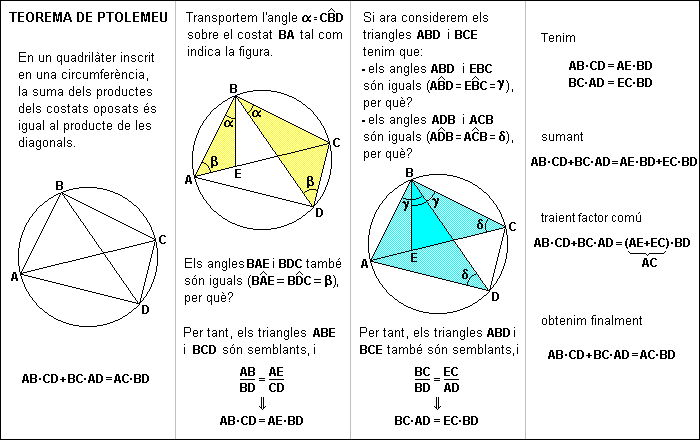 TEOREMA DE PTOLEMEU
En un quadrilàter inscrit
en una circumferència,
la suma dels productes
dels costats oposats és
igual al producte de les
diagonals.
B
C
A
D
AB·CD+BC·AD=AC·BD
Transportem l'angle α=CB̂D
sobre el costat BA tal com
indica la figura.
B
α
α
C
β
A
E
β
D
Els angles BAE i BDC també
són iguals (BÂE=BD̂C=β),
per què?
Per tant, els triangles ABE
i BCD són semblants, i
AB/BD = AE/CD
⇓
AB·CD=AE·BD
Si ara considerem els
triangles ABD i BCE
tenim que:
- els angles ABD i EBC
són iguals (AB̂D=EB̂C=γ),
per què?
- els angles ADB i ACB
són iguals (AD̂B=AĈB=δ),
per què?
B
γ
γ
C
δ
A
E
δ
D
Per tant, els triangles ABD i
BCE també són semblants,i
BC/BD = EC/AD
⇓
BC·AD=EC·BD
Tenim
AB·CD=AE·BD
BC·AD=EC·BD
sumant
AB·CD+BC·AD=AE·BD+EC·BD
traient factor comú
AB·CD+BC·AD=(AE+EC)·BD
AC
obtenim finalment
AB·CD+BC·AD=AC·BD